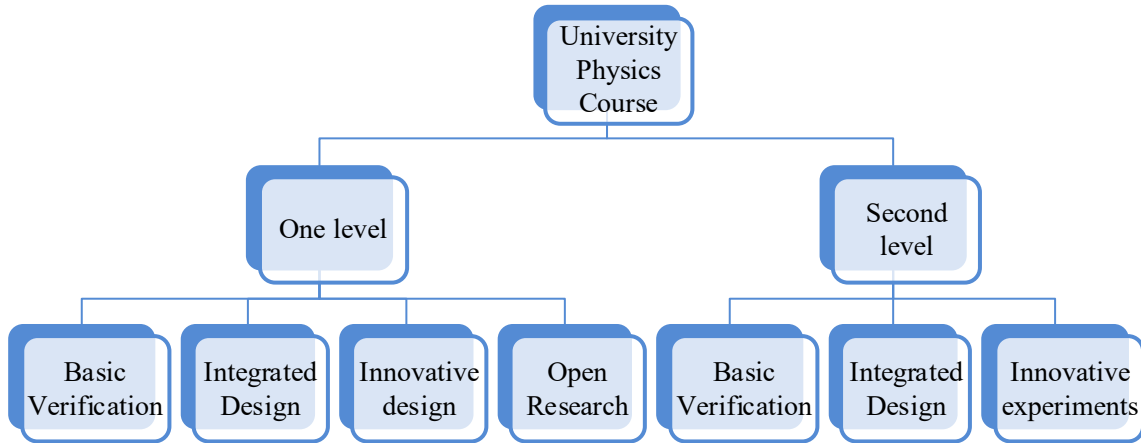 University
Physics
Course
One level
Second
level
Basic
Verification
Integrated
Design
Innovative
design
Open
Research
Basic
Verification
Integrated
Design
Innovative
experiments